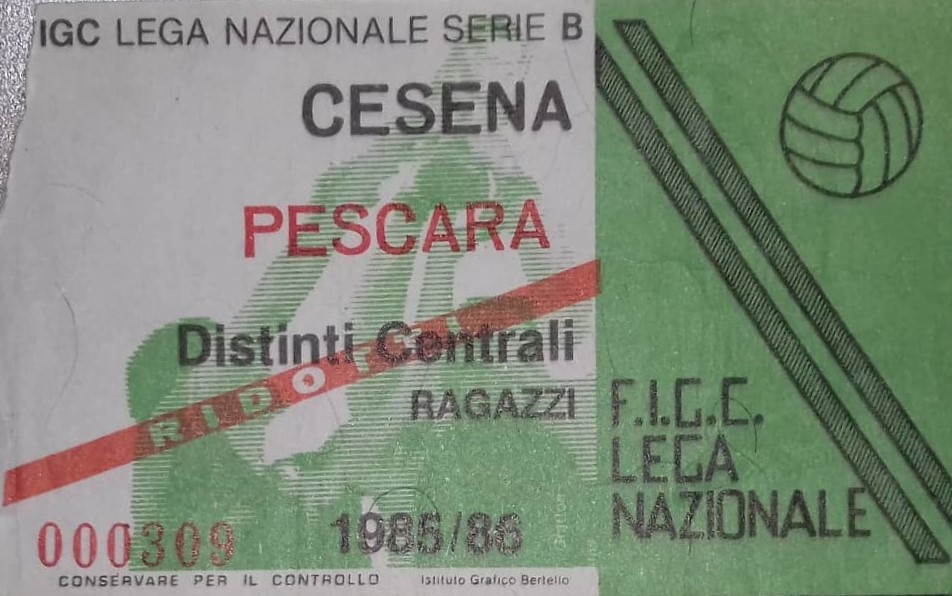 IGC LEGA NAZIONALE SERIE B
CESENA
PESCARA
Distinti Centrali
RIDOTTI
RAGAZZI
F.I.G.C.
LEGA
NAZIONALE
000309
1985/86
CONSERVARE PER IL CONTROLLO
Istituto Grafico Bertello